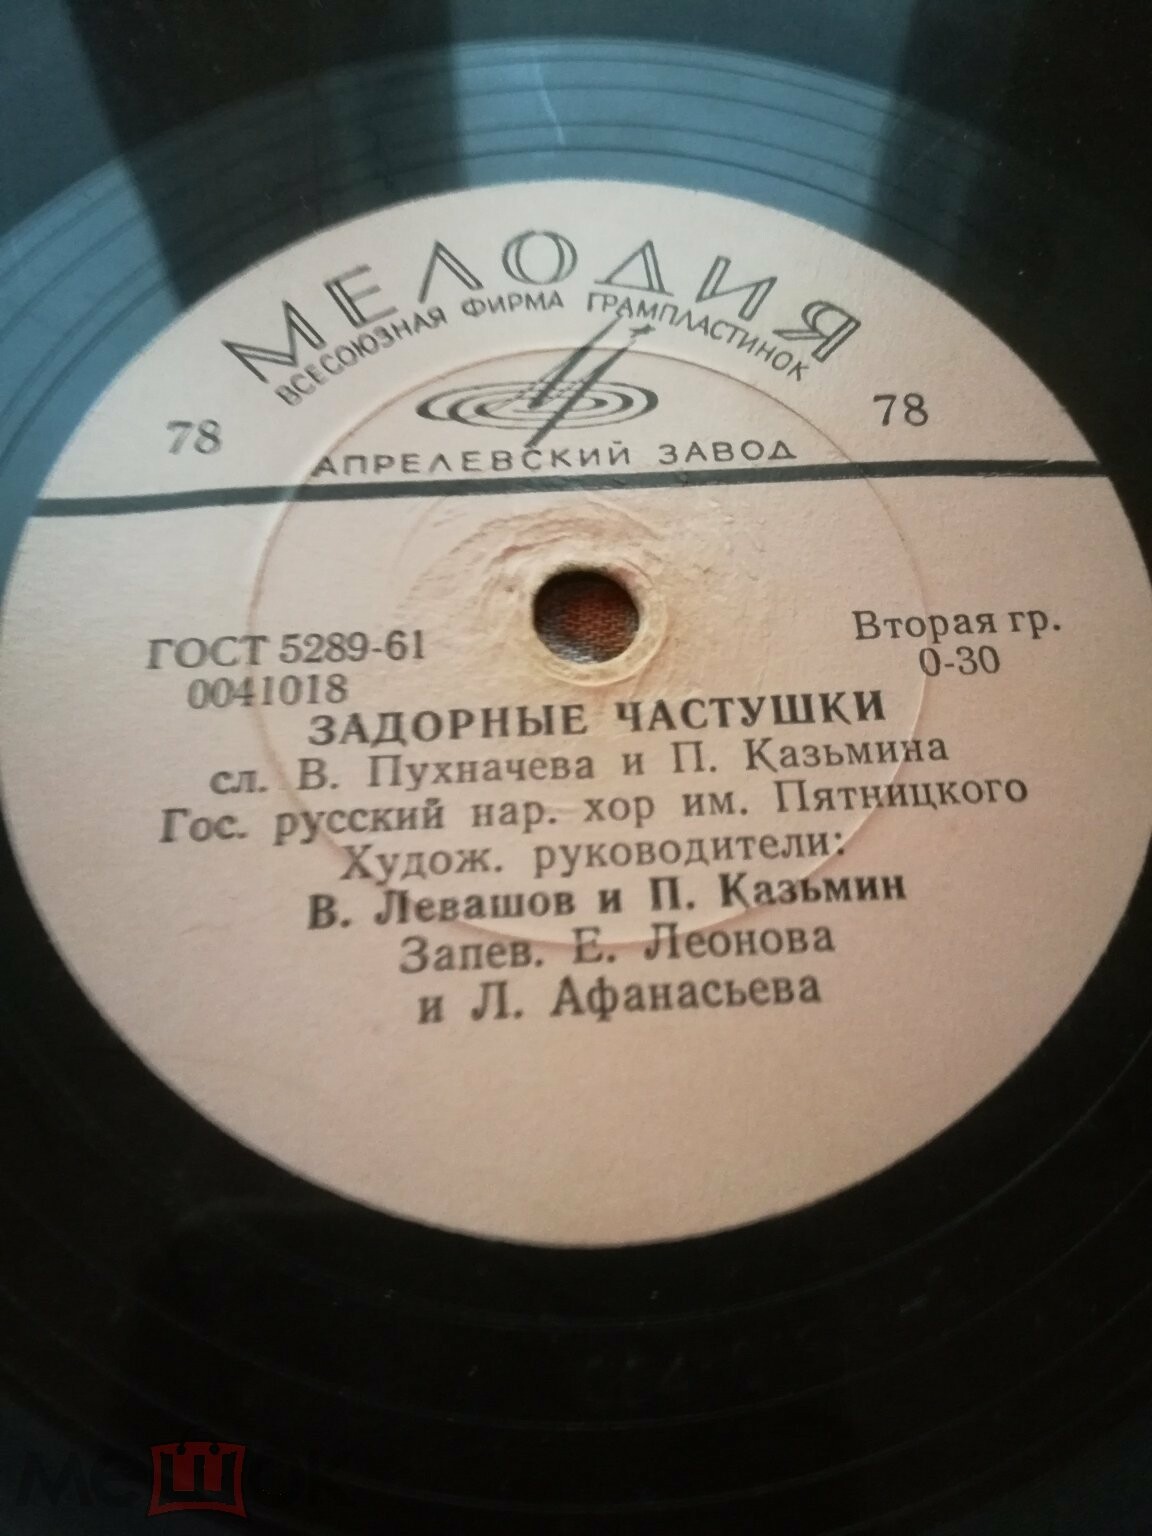 МЕЛОДИЯ
ВСЕСОЮЗНАЯ ФИРМА ГРАМПЛАСТИНОК
78 78
АПРЕЛЕВСКИЙ ЗАВОД
ГОСТ 5289-61 Вторая гр.
0041018 0-30
ЗАДОРНЫЕ ЧАСТУШКИ
сл. В. Пухначева и П. Казьмина
Гос. русский нар. хор им. Пятницкого
Худож. руководители:
В. Левашов и П. Казьмин
Запев. Е. Леонова
и Л. Афанасьева
мешок